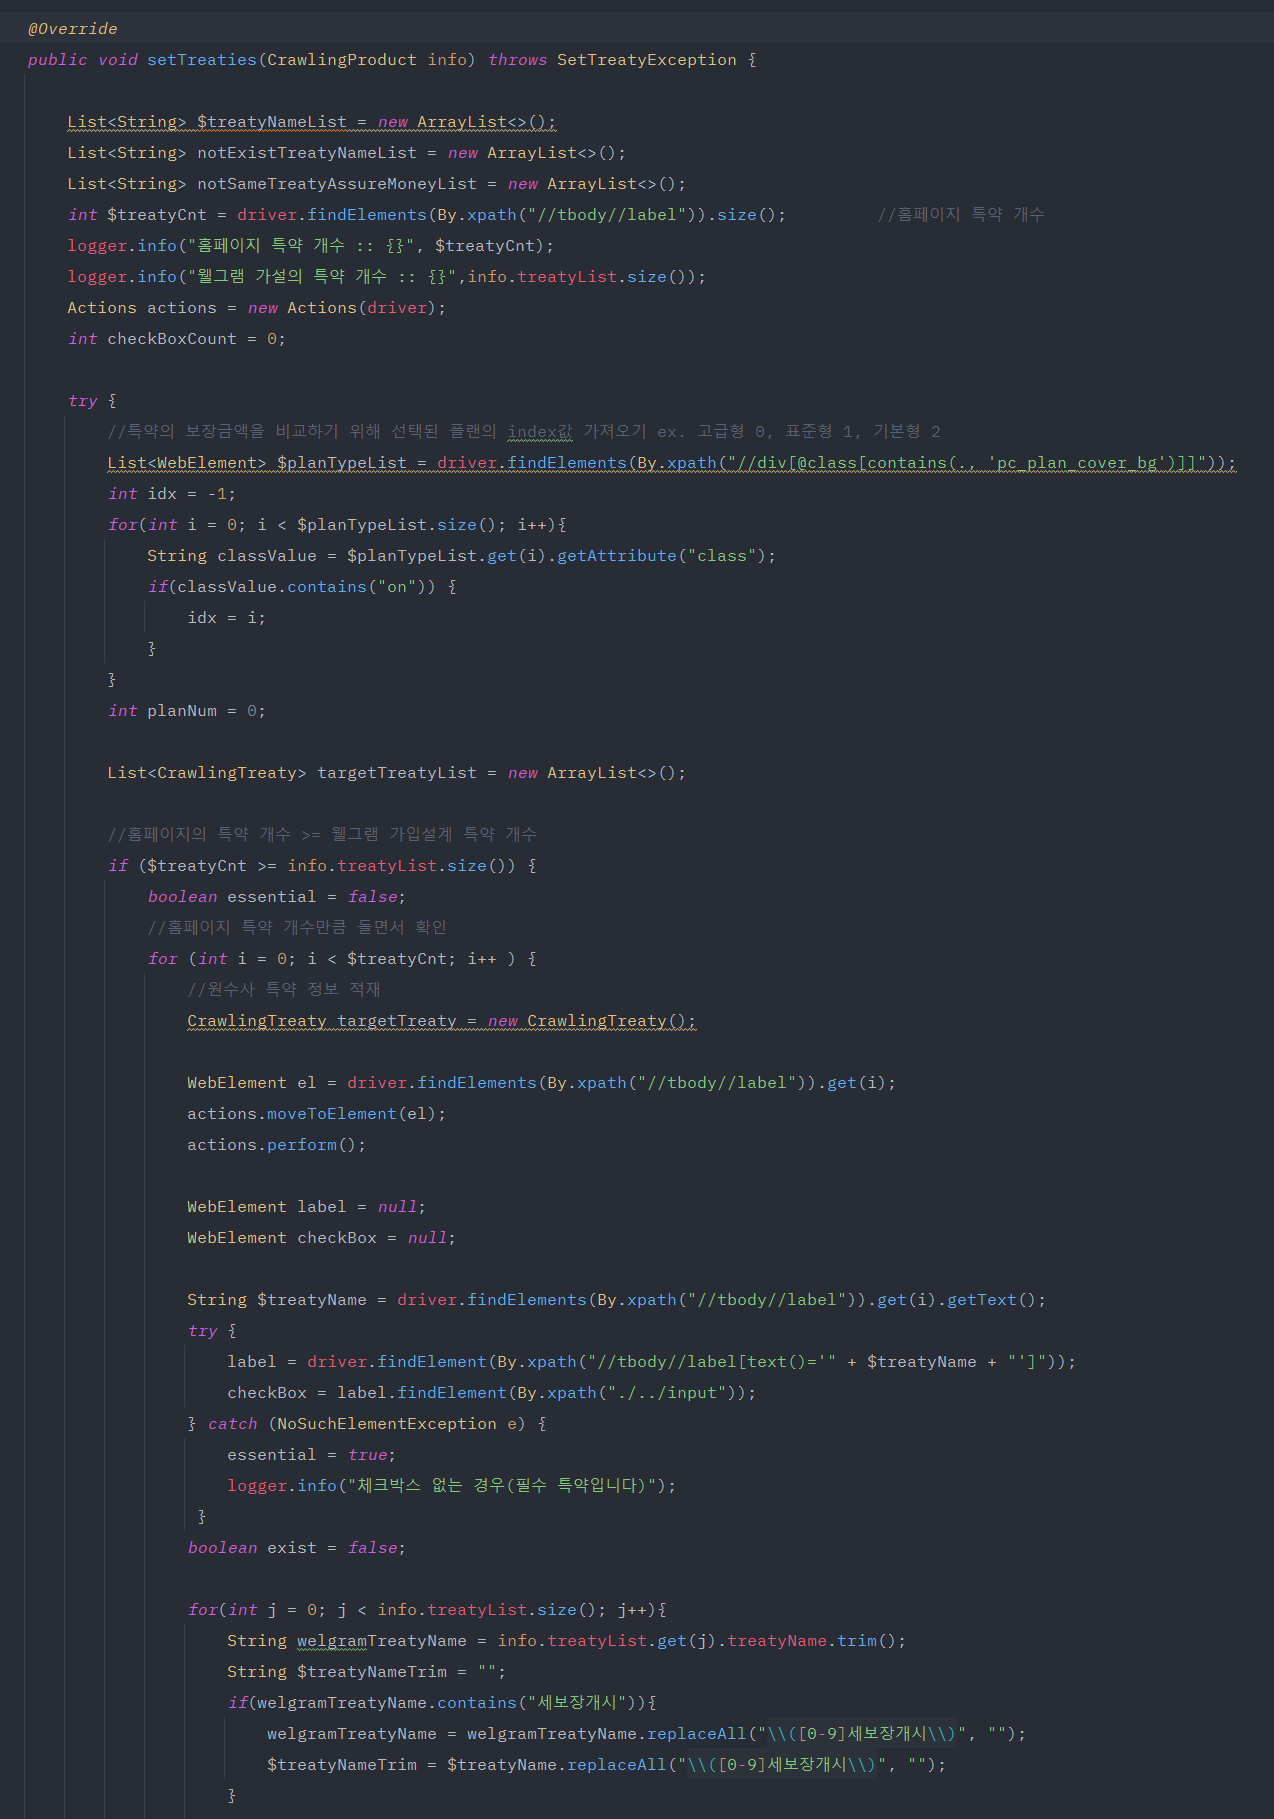 @Override
public void setTreaties(CrawlingProduct info) throws SetTreatyException {
List<String> $treatyNameList = new ArrayList<>();
List<String> notExistTreatyNameList = new ArrayList<>();
List<String> notSameTreatyAssureMoneyList = new ArrayList<>();
int $treatyCnt = driver.findElements(By.xpath("//tbody//label")).size();         //홈페이지 특약 개수
logger.info("홈페이지 특약 개수 :: {}", $treatyCnt);
logger.info("웰그램 가설의 특약 개수 :: {}",info.treatyList.size());
Actions actions = new Actions(driver);
int checkBoxCount = 0;
try {
//특약의 보장금액을 비교하기 위해 선택된 플랜의 index값 가져오기 ex. 고급형 0, 표준형 1, 기본형 2
List<WebElement> $planTypeList = driver.findElements(By.xpath("//div[@class[contains(., 'pc_plan_cover_bg')]]"));
int idx = -1;
for(int i = 0; i < $planTypeList.size(); i++){
String classValue = $planTypeList.get(i).getAttribute("class");
if(classValue.contains("on")) {
idx = i;
}
}
int planNum = 0;
List<CrawlingTreaty> targetTreatyList = new ArrayList<>();
//홈페이지의 특약 개수 >= 웰그램 가입설계 특약 개수
if ($treatyCnt >= info.treatyList.size()) {
boolean essential = false;
//홈페이지 특약 개수만큼 돌면서 확인
for (int i = 0; i < $treatyCnt; i++ ) {
//원수사 특약 정보 적재
CrawlingTreaty targetTreaty = new CrawlingTreaty();
WebElement el = driver.findElements(By.xpath("//tbody//label")).get(i);
actions.moveToElement(el);
actions.perform();
WebElement label = null;
WebElement checkBox = null;
String $treatyName = driver.findElements(By.xpath("//tbody//label")).get(i).getText();
try {
label = driver.findElement(By.xpath("//tbody//label[text()='" + $treatyName + "']"));
checkBox = label.findElement(By.xpath("./../input"));
} catch (NoSuchElementException e) {
essential = true;
logger.info("체크박스 없는 경우(필수 특약입니다)");
}
boolean exist = false;
for(int j = 0; j < info.treatyList.size(); j++){
String welgramTreatyName = info.treatyList.get(j).treatyName.trim();
String $treatyNameTrim = "";
if(welgramTreatyName.contains("세보장개시")){
welgramTreatyName = welgramTreatyName.replaceAll("\\([0-9]세보장개시\\)", "");
$treatyNameTrim = $treatyName.replaceAll("\\([0-9]세보장개시\\)", "");
}